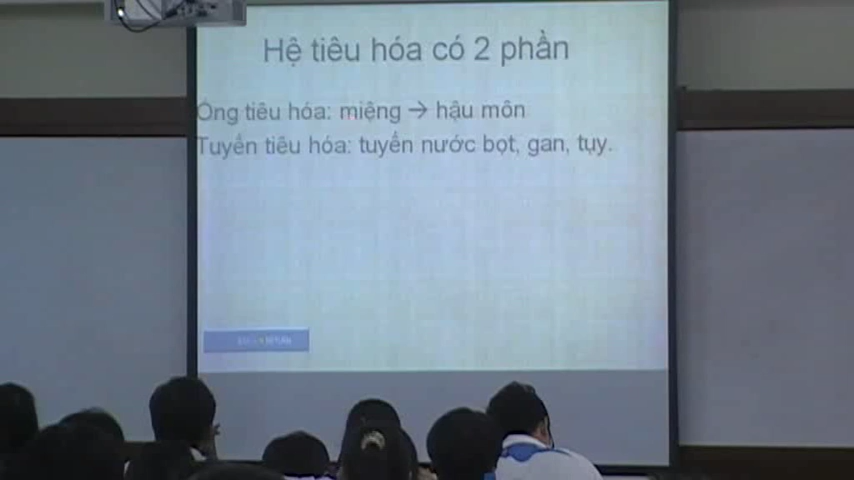 Hệ tiêu hóa có 2 phần
Ống tiêu hóa: miệng → hậu môn
Tuyến tiêu hóa: tuyến nước bọt, gan, tụy.